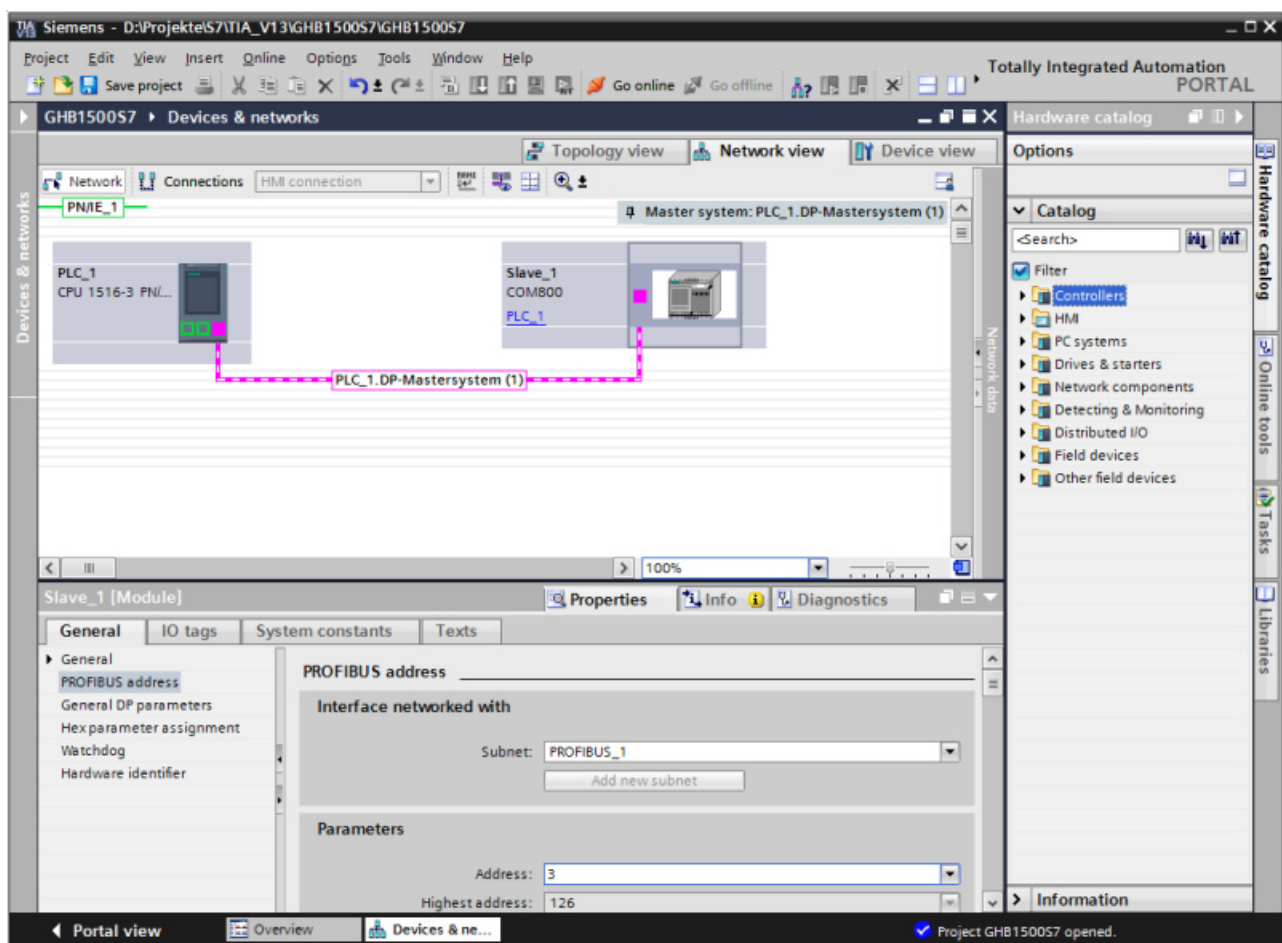 Siemens - D:\Projekte\S7\TIA_V13\GHB1500S7\GHB1500S7
Project Edit View Insert Online Options Tools Window Help
Totally Integrated Automation
PORTAL
Save project
Go online
Go offline
GHB1500S7
Devices & networks
Hardware catalog
Topology view
Network view
Device view
Options
Network
Connections
HMI connection
PN/IE_1
Master system: PLC_1.DP-Mastersystem (1)
Catalog
<Search>
Filter
PLC_1
CPU 1516-3 PN/...
Slave_1
COM800
PLC_1
PLC_1.DP-Mastersystem (1)
Controllers
HMI
PC systems
Drives & starters
Network components
Detecting & Monitoring
Distributed I/O
Field devices
Other field devices
Devices & networks
Network data
Hardware catalog
Online tools
Tasks
Libraries
100%
Slave_1 [Module]
Properties
Info
Diagnostics
General
IO tags
System constants
Texts
General
PROFIBUS address
General DP parameters
Hex parameter assignment
Watchdog
Hardware identifier
PROFIBUS address
Interface networked with
Subnet: PROFIBUS_1
Add new subnet
Parameters
Address: 3
Highest address: 126
Information
Portal view
Overview
Devices & ne...
Project GHB1500S7 opened.